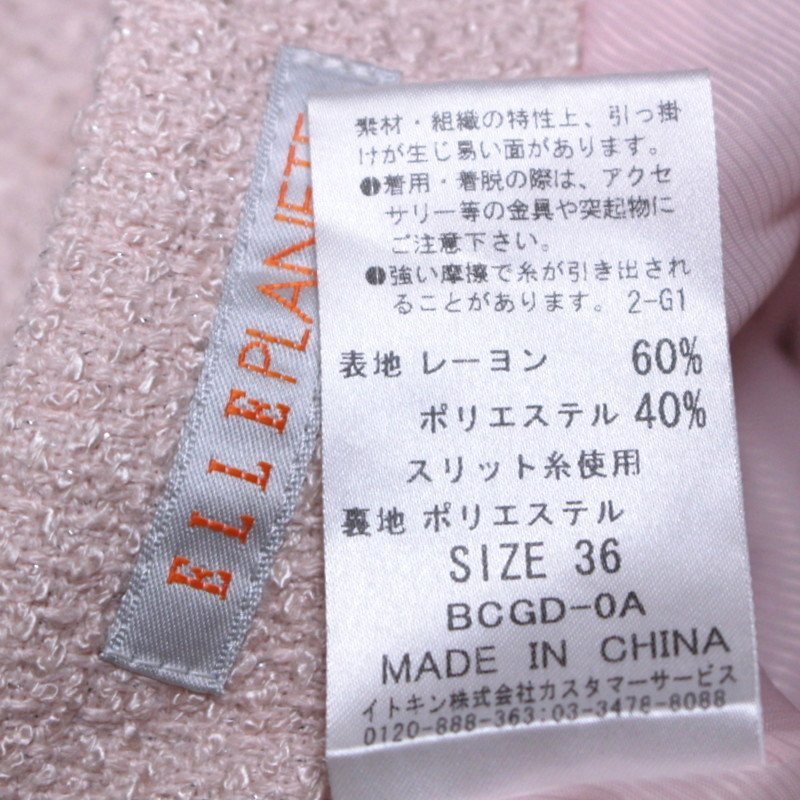 ELLEPLANETE
素材・組織の特性上、引っ掛
けが生じ易い面があります。
●着用・着脱の際は、アクセ
サリー等の金具や突起物に
ご注意下さい。
●強い摩擦で糸が引き出され
ることがあります。 2-G1
表地 レーヨン 60%
ポリエステル 40%
スリット糸使用
裏地 ポリエステル
SIZE 36
BCGD-0A
MADE IN CHINA
イトキン株式会社カスタマーサービス
0120-888-363:03-3478-8088